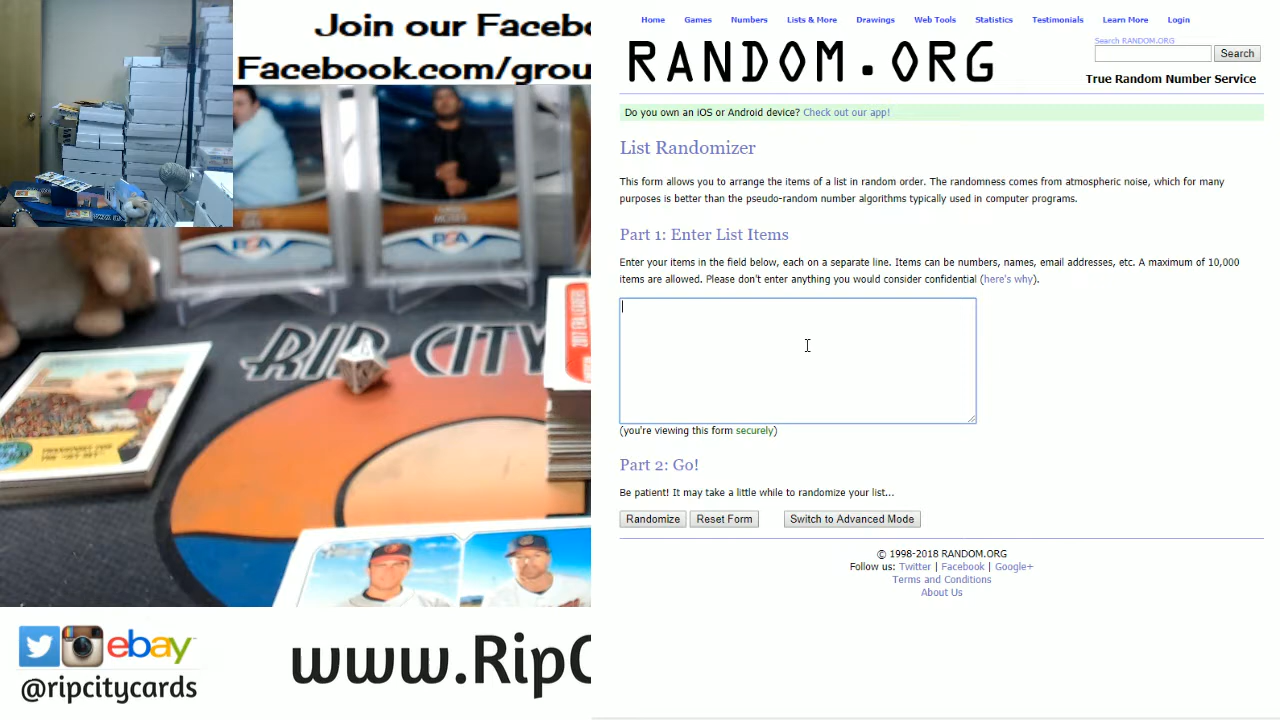 Join our Facebo
Facebook.com/grou
RIP CITY
@ripcitycards
ebay
www.RipC
Home Games Numbers Lists & More Drawings Web Tools Statistics Testimonials Learn More Login
RANDOM.ORG
Search RANDOM.ORG
Search
True Random Number Service
Do you own an iOS or Android device? Check out our app!
List Randomizer
This form allows you to arrange the items of a list in random order. The randomness comes from atmospheric noise, which for many
purposes is better than the pseudo-random number algorithms typically used in computer programs.
Part 1: Enter List Items
Enter your items in the field below, each on a separate line. Items can be numbers, names, email addresses, etc. A maximum of 10,000
items are allowed. Please don't enter anything you would consider confidential (here's why).
(you're viewing this form securely)
Part 2: Go!
Be patient! It may take a little while to randomize your list...
Randomize Reset Form Switch to Advanced Mode
© 1998-2018 RANDOM.ORG
Follow us: Twitter | Facebook | Google+
Terms and Conditions
About Us